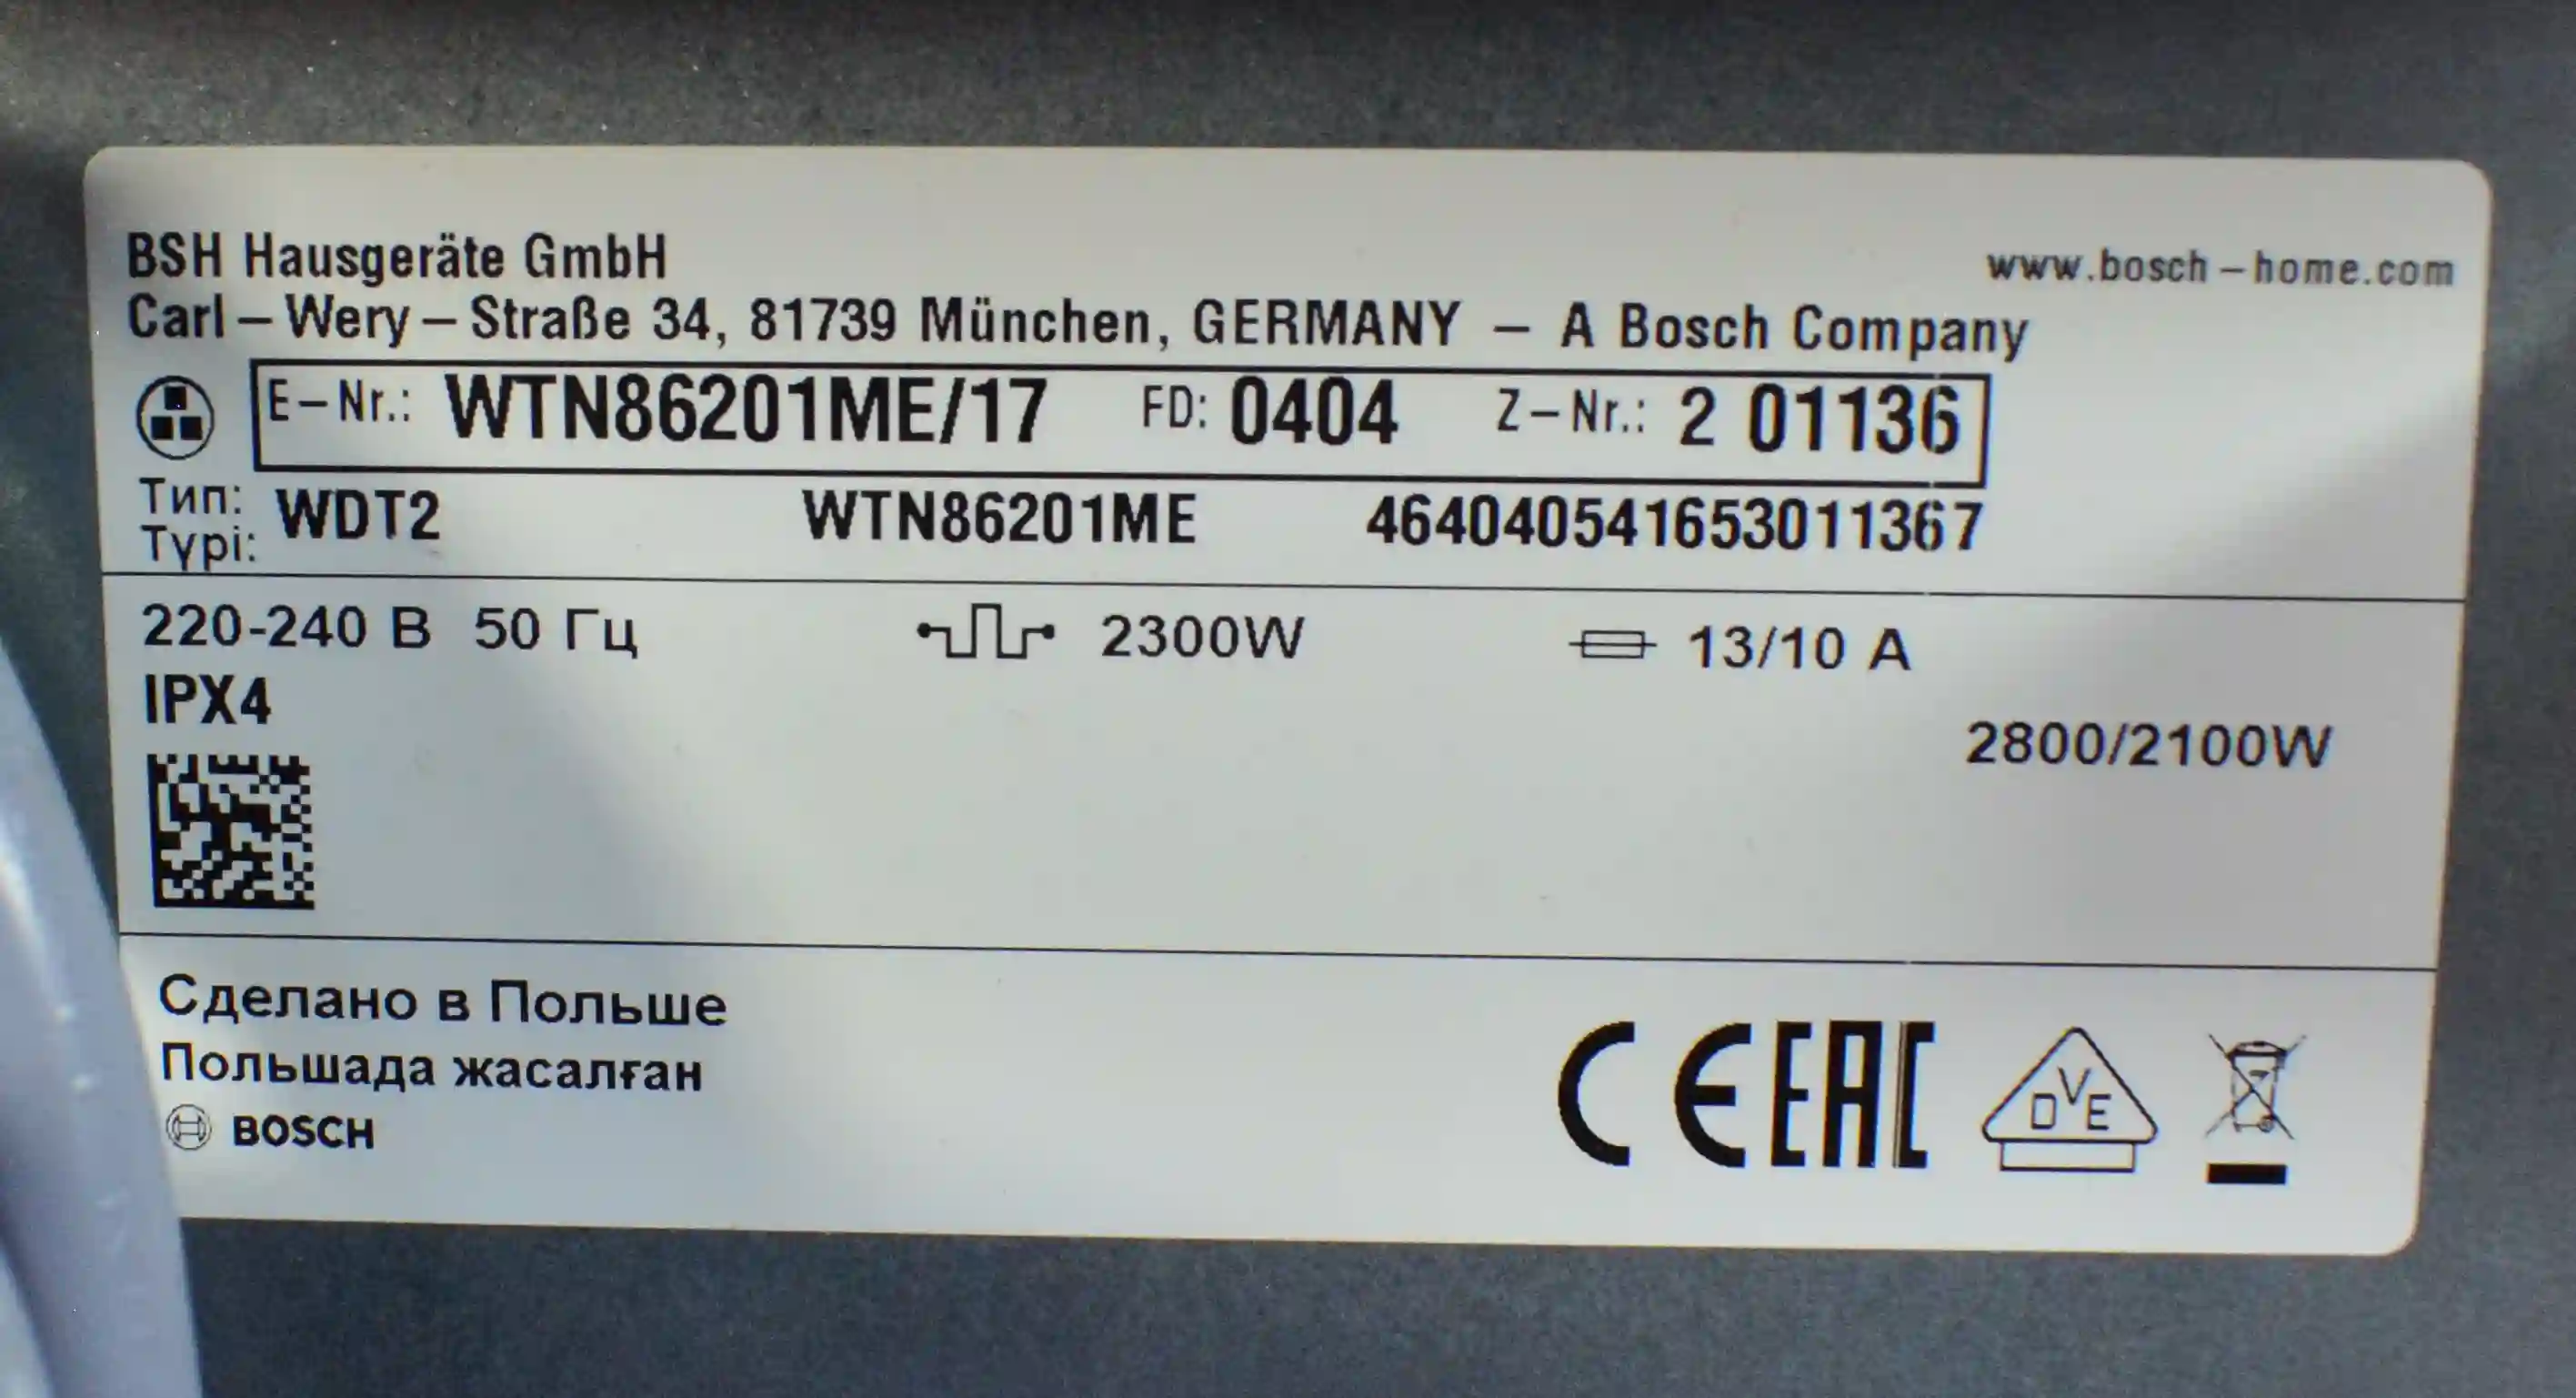 BSH Hausgeräte GmbH
www.bosch-home.com
Carl-Wery-Straße 34, 81739 München, GERMANY - A Bosch Company
E-Nr.: WTN86201ME/17 FD: 0404 Z-Nr.: 2 01136
Тип: WDT2 WTN86201ME 464040541653011367
Түрі:
220-240 В 50 Гц 2300W 13/10 A
IPX4
2800/2100W
Сделано в Польше
Польшада жасалған
BOSCH
CE EAC DVE